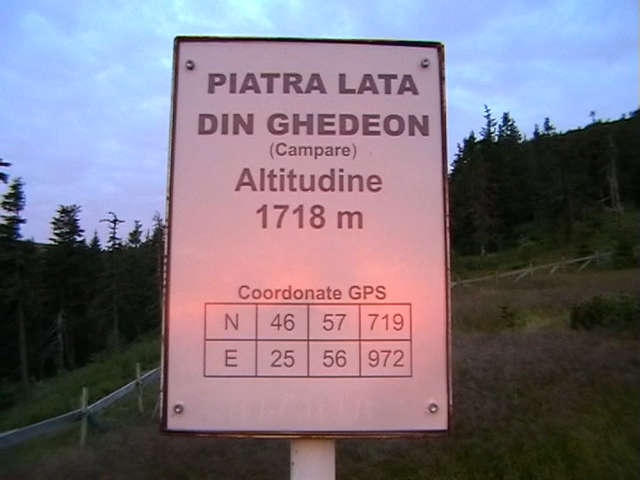 PIATRA LATA
DIN GHEDEON
(Campare)
Altitudine
1718 m
Coordonate GPS
N 46 57 719
E 25 56 972